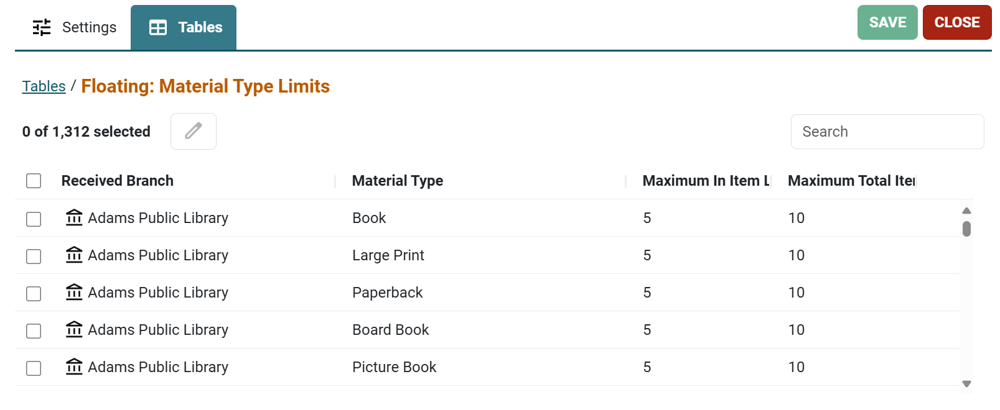 Settings
Tables
SAVE
CLOSE
Tables / Floating: Material Type Limits
0 of 1,312 selected
Search
Received Branch Material Type Maximum In Item Maximum Total
Adams Public Library Book 5 10
Adams Public Library Large Print 5 10
Adams Public Library Paperback 5 10
Adams Public Library Board Book 5 10
Adams Public Library Picture Book 5 10